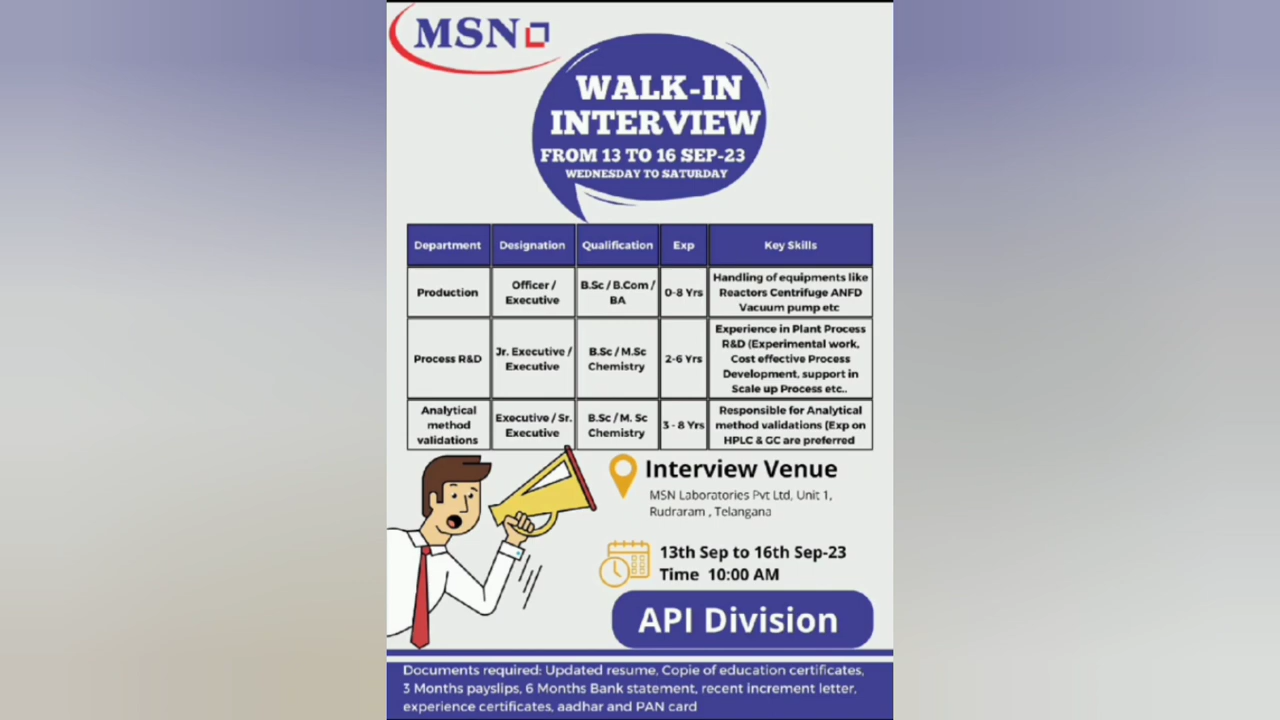 MSN
WALK-IN
INTERVIEW
FROM 13 TO 16 SEP-23
WEDNESDAY TO SATURDAY
Department Designation Qualification Exp Key Skills
Production
Officer /
Executive
B.Sc / B.Com /
BA
0-8 Yrs
Handling of equipments like
Reactors Centrifuge ANFD
Vacuum pump etc
Process R&D
Jr. Executive /
Executive
B.Sc / M.Sc
Chemistry
2-6 Yrs
Experience in Plant Process
R&D (Experimental work,
Cost effective Process
Development, support in
Scale up Process etc..
Analytical
method
validations
Executive / Sr.
Executive
B.Sc / M. Sc
Chemistry
3 - 8 Yrs
Responsible for Analytical
method validations (Exp on
HPLC & GC are preferred
Interview Venue
MSN Laboratories Pvt Ltd, Unit 1,
Rudraram , Telangana
13th Sep to 16th Sep-23
Time 10:00 AM
API Division
Documents required: Updated resume, Copie of education certificates,
3 Months payslips, 6 Months Bank statement, recent increment letter,
experience certificates, aadhar and PAN card